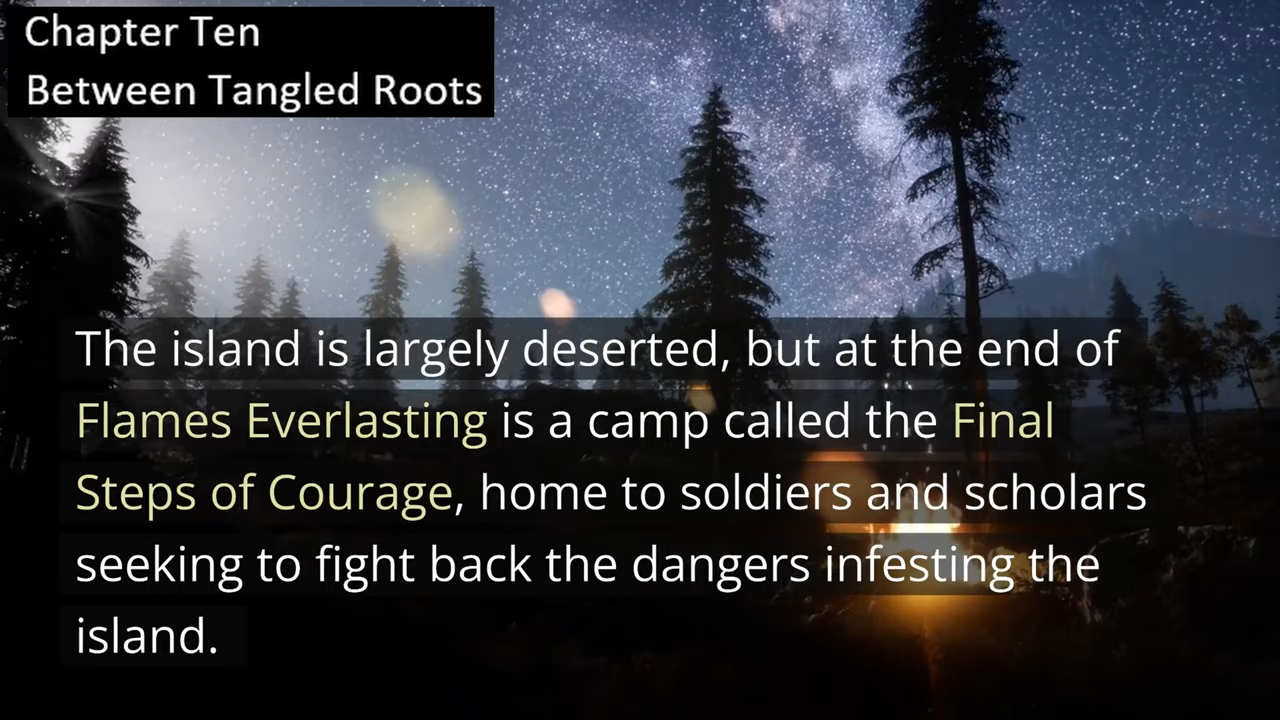 Chapter Ten
Between Tangled Roots
The island is largely deserted, but at the end of
Flames Everlasting is a camp called the Final
Steps of Courage, home to soldiers and scholars
seeking to fight back the dangers infesting the
island.